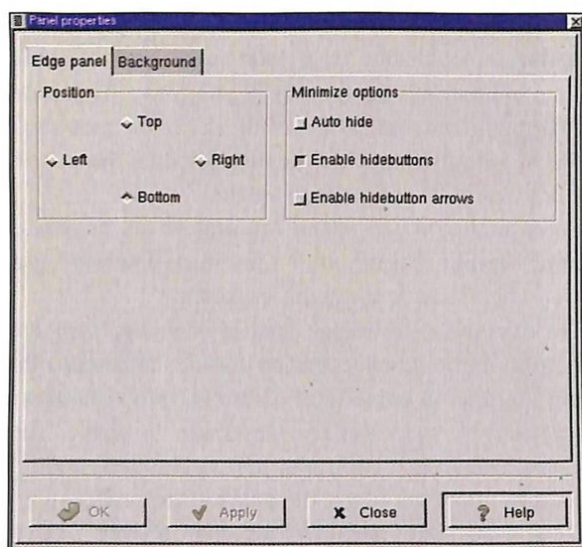 Panel properties
Edge panel Background
Position
Top
Left Right
Bottom
Minimize options
Auto hide
Enable hidebuttons
Enable hidebutton arrows
OK Apply Close Help